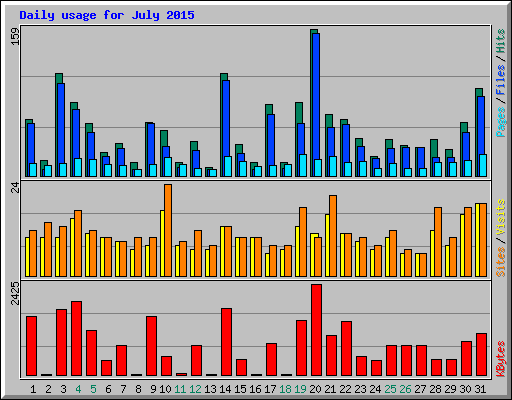 Daily usage for July 2015
159
Pages / Files / Hits
24
Sites / Visits
2425
KBytes
1 2 3 4 5 6 7 8 9 10 11 12 13 14 15 16 17 18 19 20 21 22 23 24 25 26 27 28 29 30 31